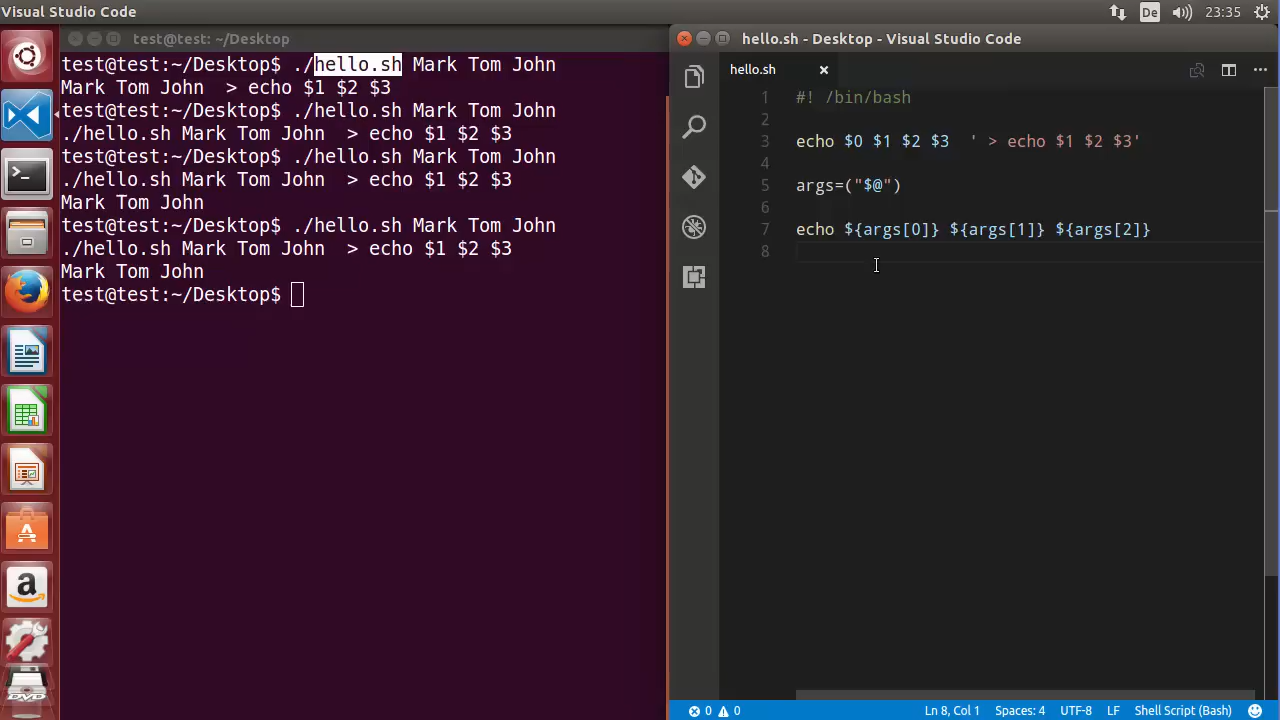 Visual Studio Code
De
23:35
test@test: ~/Desktop
test@test:~/Desktop$ ./hello.sh Mark Tom John
Mark Tom John  > echo $1 $2 $3
test@test:~/Desktop$ ./hello.sh Mark Tom John
./hello.sh Mark Tom John  > echo $1 $2 $3
test@test:~/Desktop$ ./hello.sh Mark Tom John
./hello.sh Mark Tom John  > echo $1 $2 $3
Mark Tom John
test@test:~/Desktop$ ./hello.sh Mark Tom John
./hello.sh Mark Tom John  > echo $1 $2 $3
Mark Tom John
test@test:~/Desktop$
hello.sh - Desktop - Visual Studio Code
hello.sh
1 #! /bin/bash
2
3 echo $0 $1 $2 $3  ' > echo $1 $2 $3'
4
5 args=("$@")
6
7 echo ${args[0]} ${args[1]} ${args[2]}
8
0 0
Ln 8, Col 1
Spaces: 4
UTF-8
LF
Shell Script (Bash)
a
DVD